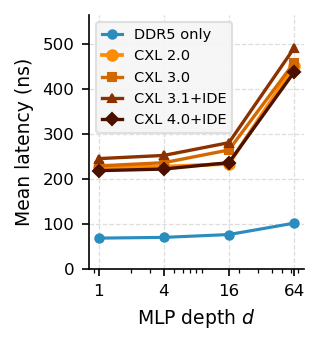 Mean latency (ns)
500
400
300
200
100
0
DDR5 only
CXL 2.0
CXL 3.0
CXL 3.1+IDE
CXL 4.0+IDE
1 4 16 64
MLP depth d